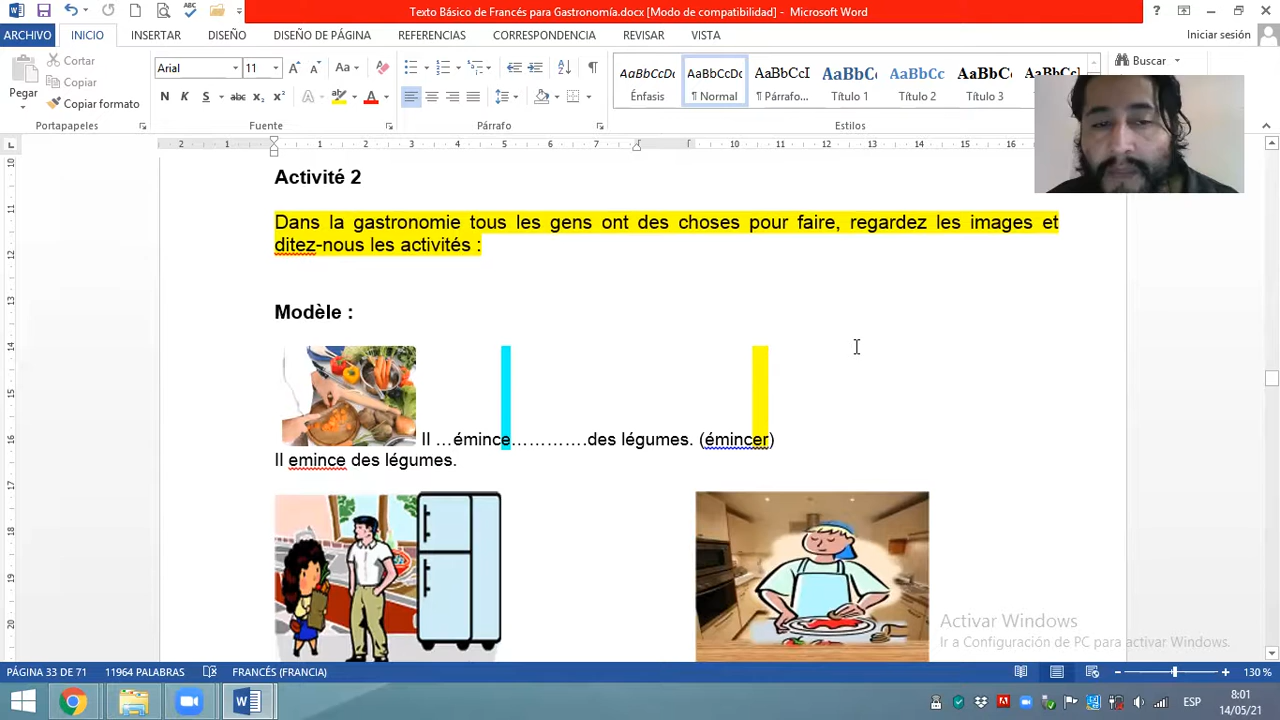 Texto Básico de Francés para Gastronomía.docx [Modo de compatibilidad] - Microsoft Word
ARCHIVO INICIO INSERTAR DISEÑO DISEÑO DE PÁGINA REFERENCIAS CORRESPONDENCIA REVISAR VISTA Iniciar sesión
Pegar
Cortar
Copiar
Copiar formato
Portapapeles
Arial 11
Fuente
Párrafo
AaBbCcDc AaBbCcDc AaBbCcI AaBbC AaBbCc AaBbCc AaBbCc
Énfasis ¶ Normal ¶ Párrafo... Título 1 Título 2 Título 3
Estilos
Buscar
Activité 2
Dans la gastronomie tous les gens ont des choses pour faire, regardez les images et
ditez-nous les activités :
Modèle :
Il …émince………….des légumes. (émincer)
Il emince des légumes.
Activar Windows
Ir a Configuración de PC para activar Windows.
PÁGINA 33 DE 71 11964 PALABRAS FRANCÉS (FRANCIA) 130 %
ESP
8:01
14/05/21